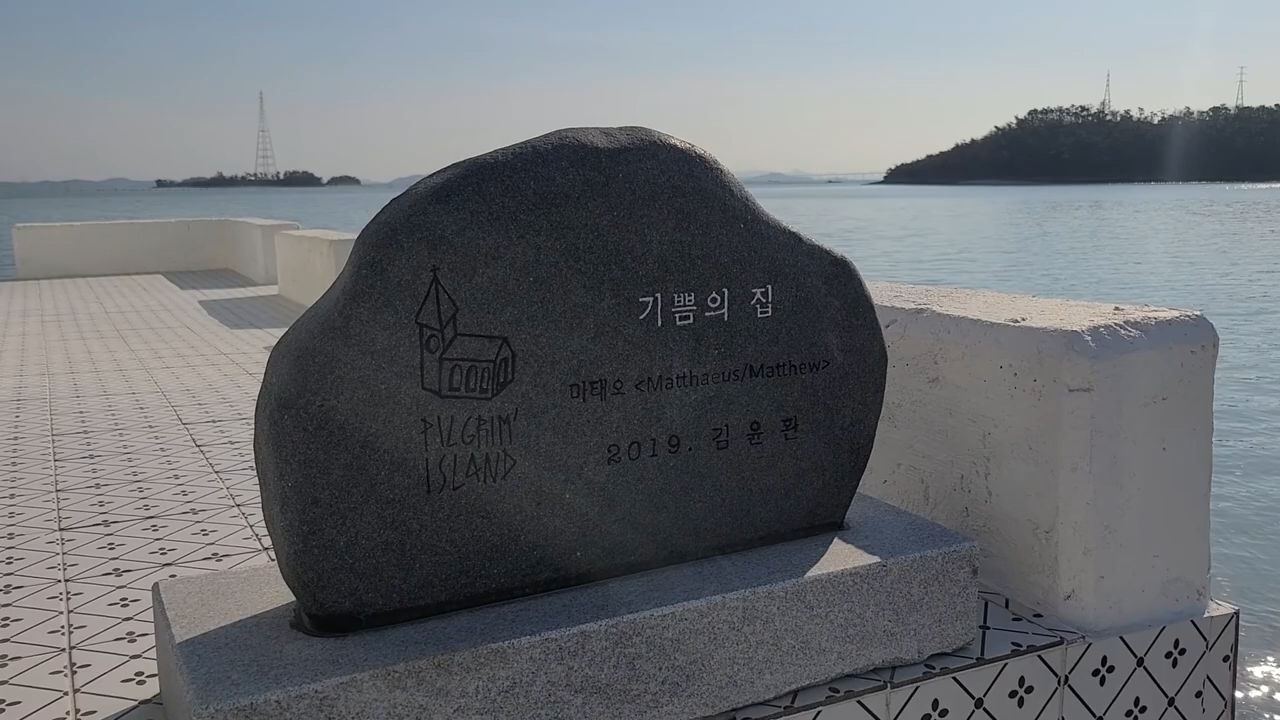 PILGRIM'
ISLAND
기쁨의 집
마태오 <Matthaeus/Matthew>
2019. 김윤환